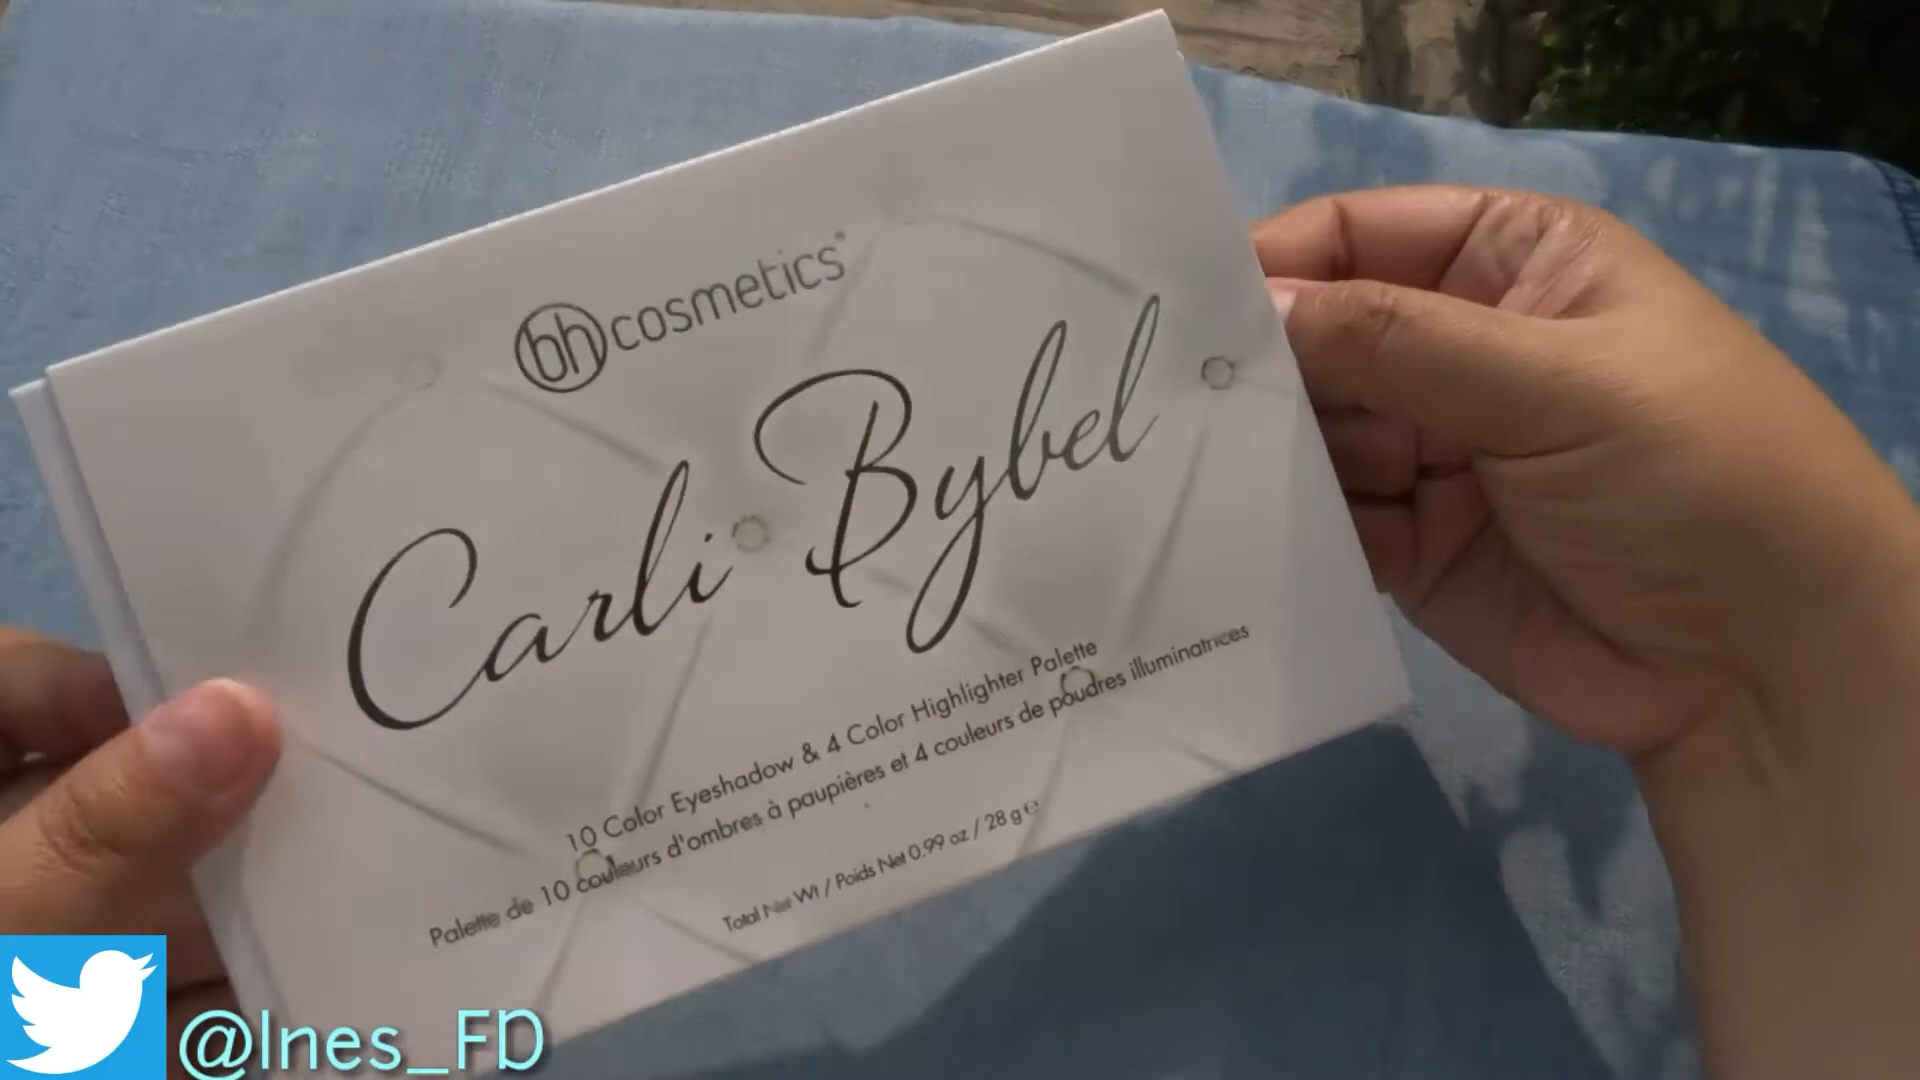 bh cosmetics®
Carli Bybel
10 Color Eyeshadow & 4 Color Highlighter Palette
Palette de 10 couleurs d'ombres à paupières et 4 couleurs de poudres illuminatrices
Total Net Wt / Poids Net 0.99 oz / 28 g ℮
@Ines_FD